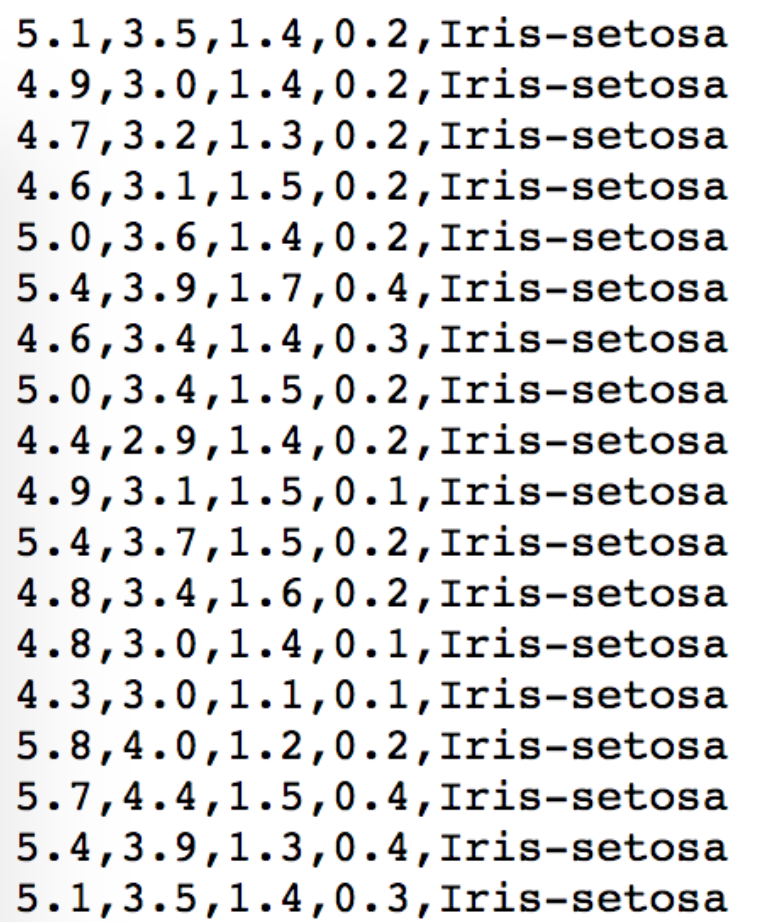 5.1,3.5,1.4,0.2,Iris-setosa
4.9,3.0,1.4,0.2,Iris-setosa
4.7,3.2,1.3,0.2,Iris-setosa
4.6,3.1,1.5,0.2,Iris-setosa
5.0,3.6,1.4,0.2,Iris-setosa
5.4,3.9,1.7,0.4,Iris-setosa
4.6,3.4,1.4,0.3,Iris-setosa
5.0,3.4,1.5,0.2,Iris-setosa
4.4,2.9,1.4,0.2,Iris-setosa
4.9,3.1,1.5,0.1,Iris-setosa
5.4,3.7,1.5,0.2,Iris-setosa
4.8,3.4,1.6,0.2,Iris-setosa
4.8,3.0,1.4,0.1,Iris-setosa
4.3,3.0,1.1,0.1,Iris-setosa
5.8,4.0,1.2,0.2,Iris-setosa
5.7,4.4,1.5,0.4,Iris-setosa
5.4,3.9,1.3,0.4,Iris-setosa
5.1,3.5,1.4,0.3,Iris-setosa